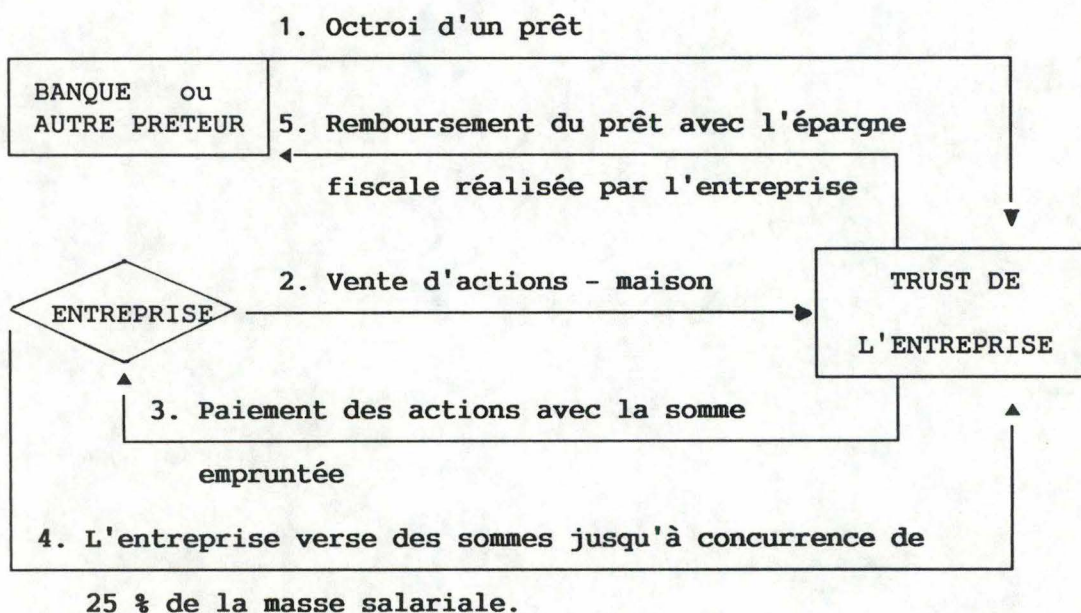 1. Octroi d'un prêt
BANQUE ou
AUTRE PRETEUR
5. Remboursement du prêt avec l'épargne
fiscale réalisée par l'entreprise
ENTREPRISE
2. Vente d'actions - maison
TRUST DE
L'ENTREPRISE
3. Paiement des actions avec la somme
empruntée
4. L'entreprise verse des sommes jusqu'à concurrence de
25 % de la masse salariale.